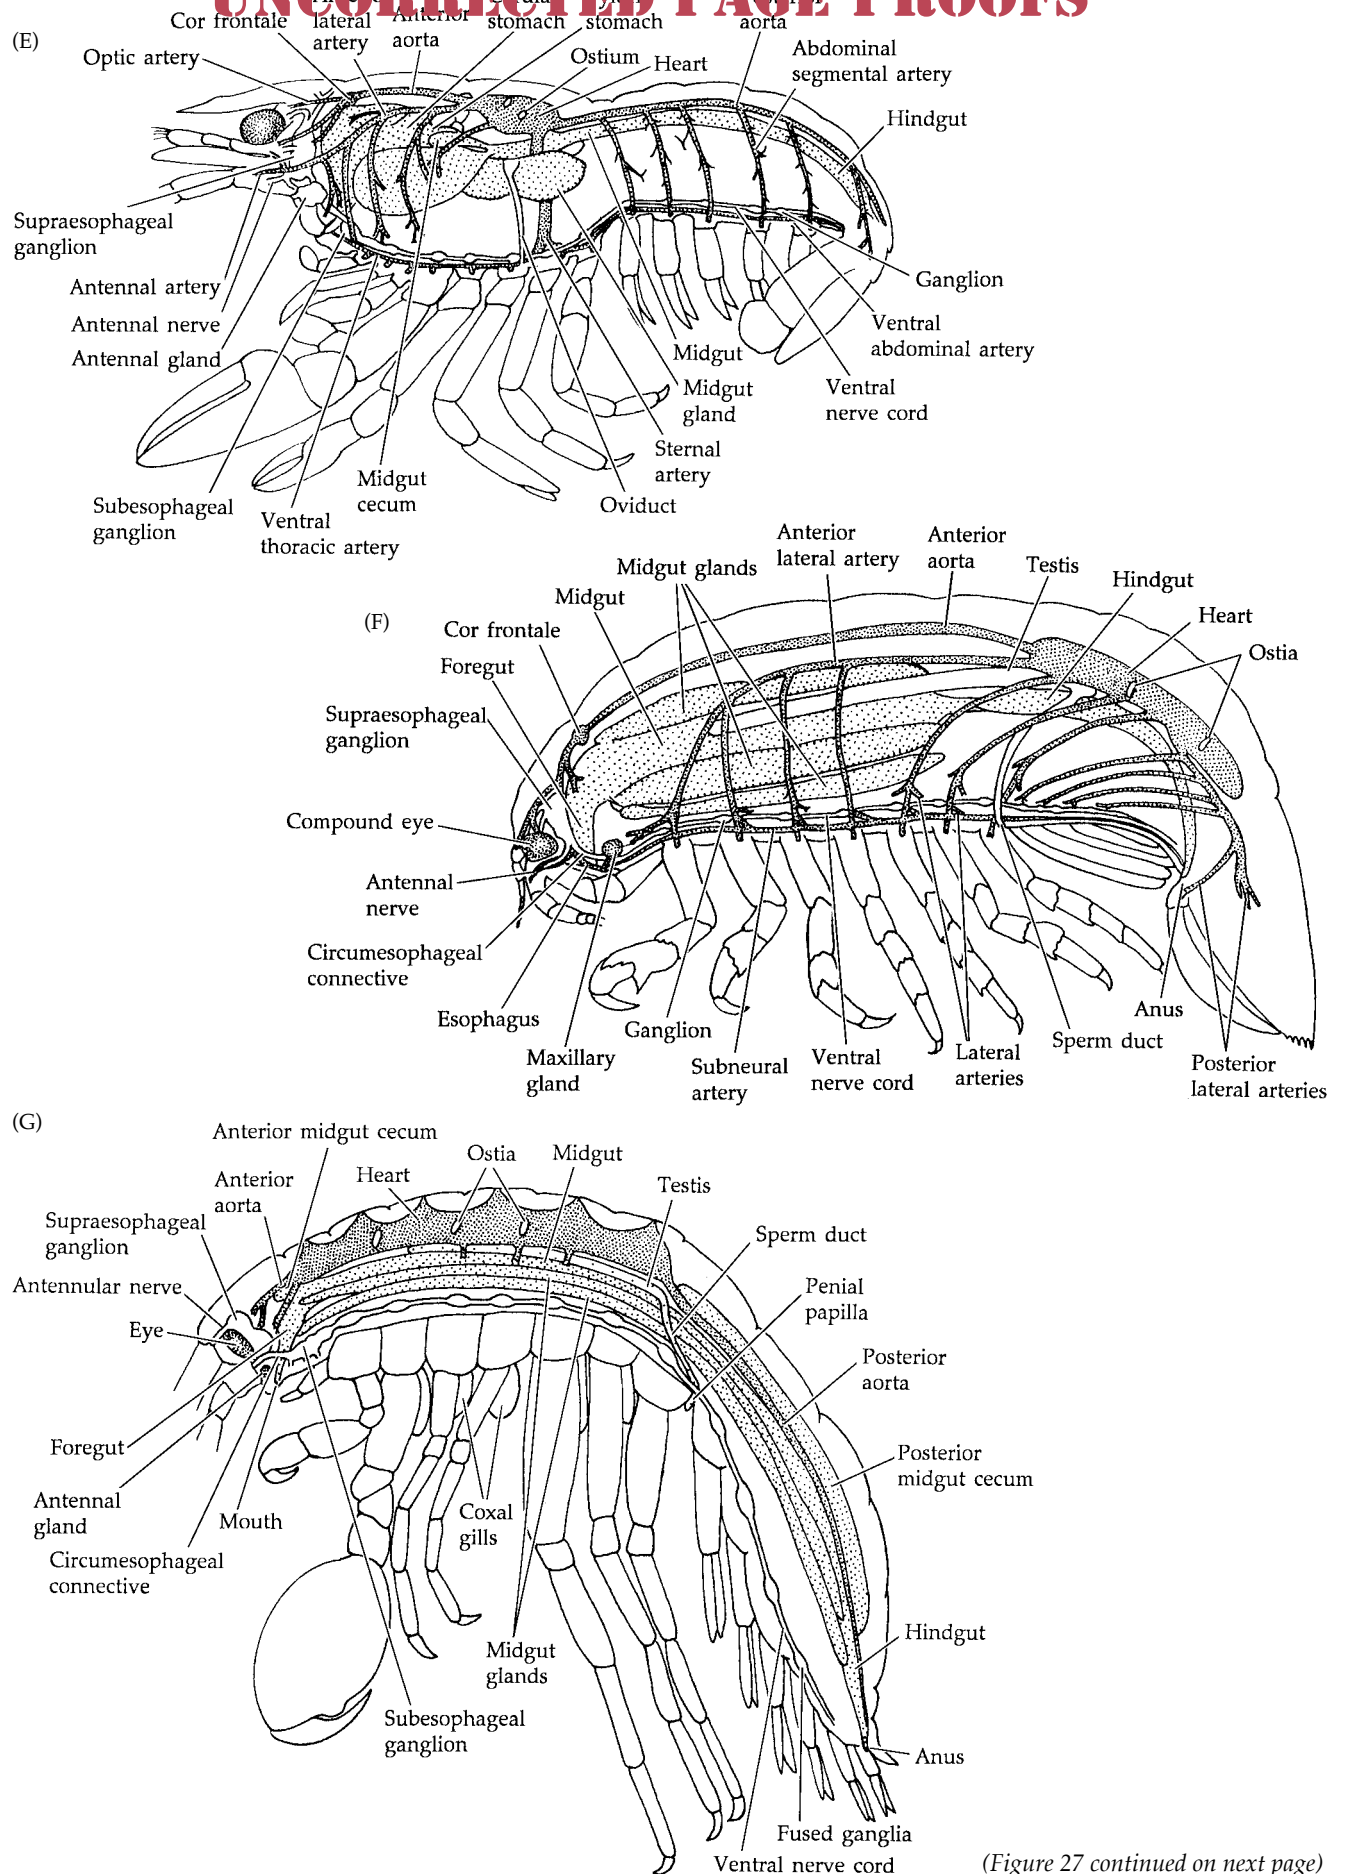 UNCORRECTED PAGE PROOFS
(E)
Cor frontale
lateral
artery
Anterior
aorta
stomach
stomach
aorta
Optic artery
Ostium
Heart
Abdominal
segmental artery
Hindgut
Supraesophageal
ganglion
Antennal artery
Antennal nerve
Antennal gland
Ganglion
Ventral
abdominal artery
Midgut
Midgut
gland
Ventral
nerve cord
Sternal
artery
Oviduct
Midgut
cecum
Subesophageal
ganglion
Ventral
thoracic artery
(F)
Anterior
lateral artery
Anterior
aorta
Midgut glands
Testis
Hindgut
Midgut
Heart
Cor frontale
Ostia
Foregut
Supraesophageal
ganglion
Compound eye
Antennal
nerve
Circumesophageal
connective
Esophagus
Maxillary
gland
Ganglion
Subneural
artery
Ventral
nerve cord
Lateral
arteries
Sperm duct
Anus
Posterior
lateral arteries
(G)
Anterior midgut cecum
Ostia
Midgut
Anterior
aorta
Heart
Testis
Supraesophageal
ganglion
Sperm duct
Antennular nerve
Penial
papilla
Eye
Posterior
aorta
Foregut
Posterior
midgut cecum
Antennal
gland
Mouth
Coxal
gills
Circumesophageal
connective
Hindgut
Midgut
glands
Subesophageal
ganglion
Anus
Fused ganglia
Ventral nerve cord
(Figure 27 continued on next page)